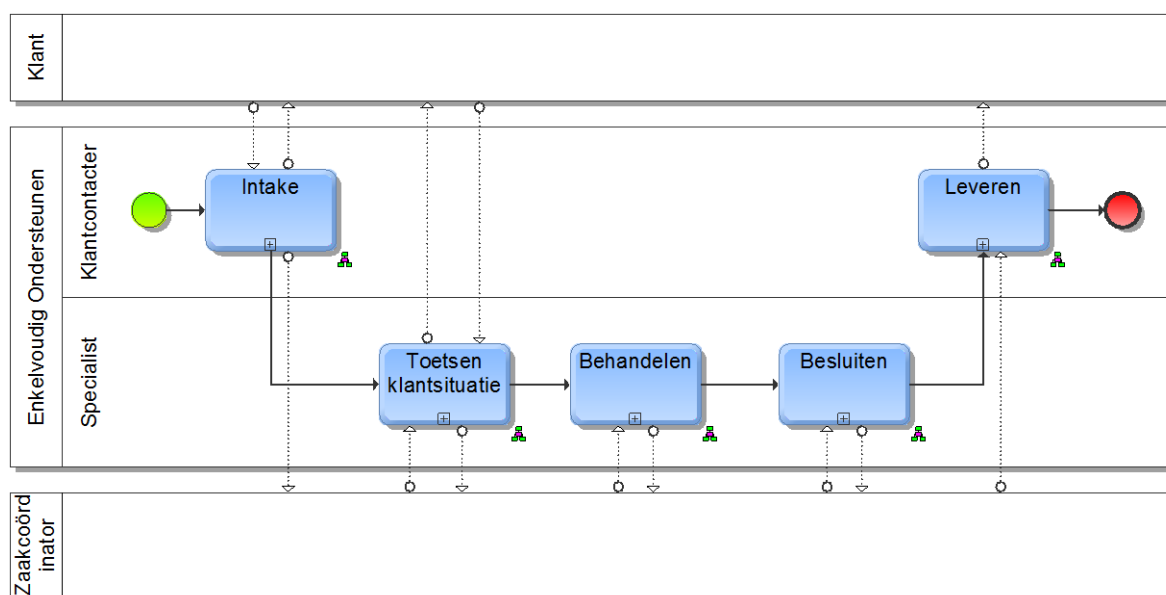 Klant
Enkelvoudig Ondersteunen
Klantcontacter
Intake
Leveren
Specialist
Toetsen
klantsituatie
Behandelen
Besluiten
Zaakcoörd
inator